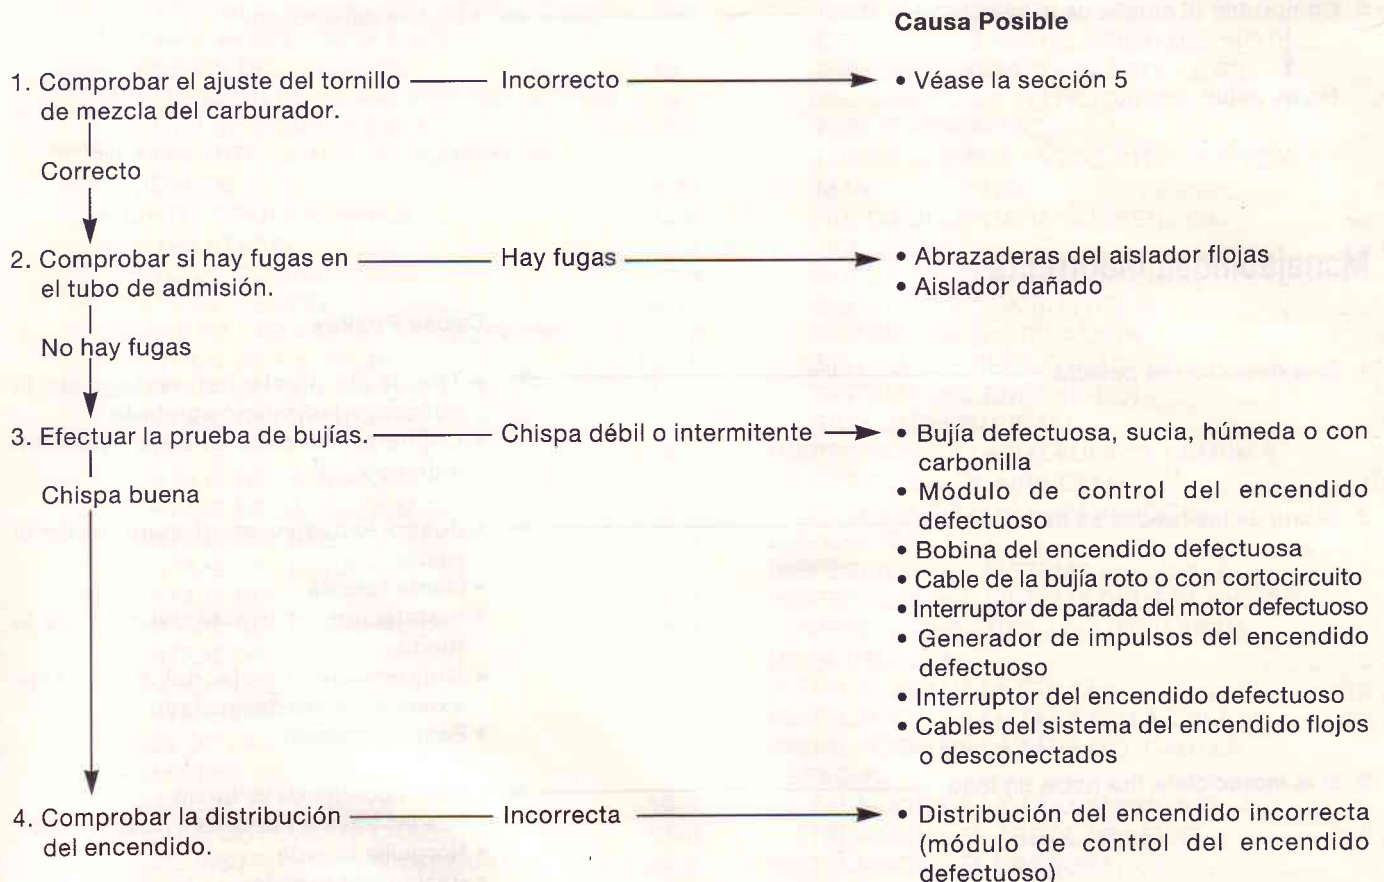 Causa Posible
1. Comprobar el ajuste del tornillo
de mezcla del carburador.
Incorrecto
• Véase la sección 5
Correcto
2. Comprobar si hay fugas en
el tubo de admisión.
Hay fugas
• Abrazaderas del aislador flojas
• Aislador dañado
No hay fugas
3. Efectuar la prueba de bujías.
Chispa débil o intermitente
• Bujía defectuosa, sucia, húmeda o con
carbonilla
• Módulo de control del encendido
defectuoso
• Bobina del encendido defectuosa
• Cable de la bujía roto o con cortocircuito
• Interruptor de parada del motor defectuoso
• Generador de impulsos del encendido
defectuoso
• Interruptor del encendido defectuoso
• Cables del sistema del encendido flojos
o desconectados
Chispa buena
4. Comprobar la distribución
del encendido.
Incorrecta
• Distribución del encendido incorrecta
(módulo de control del encendido
defectuoso)